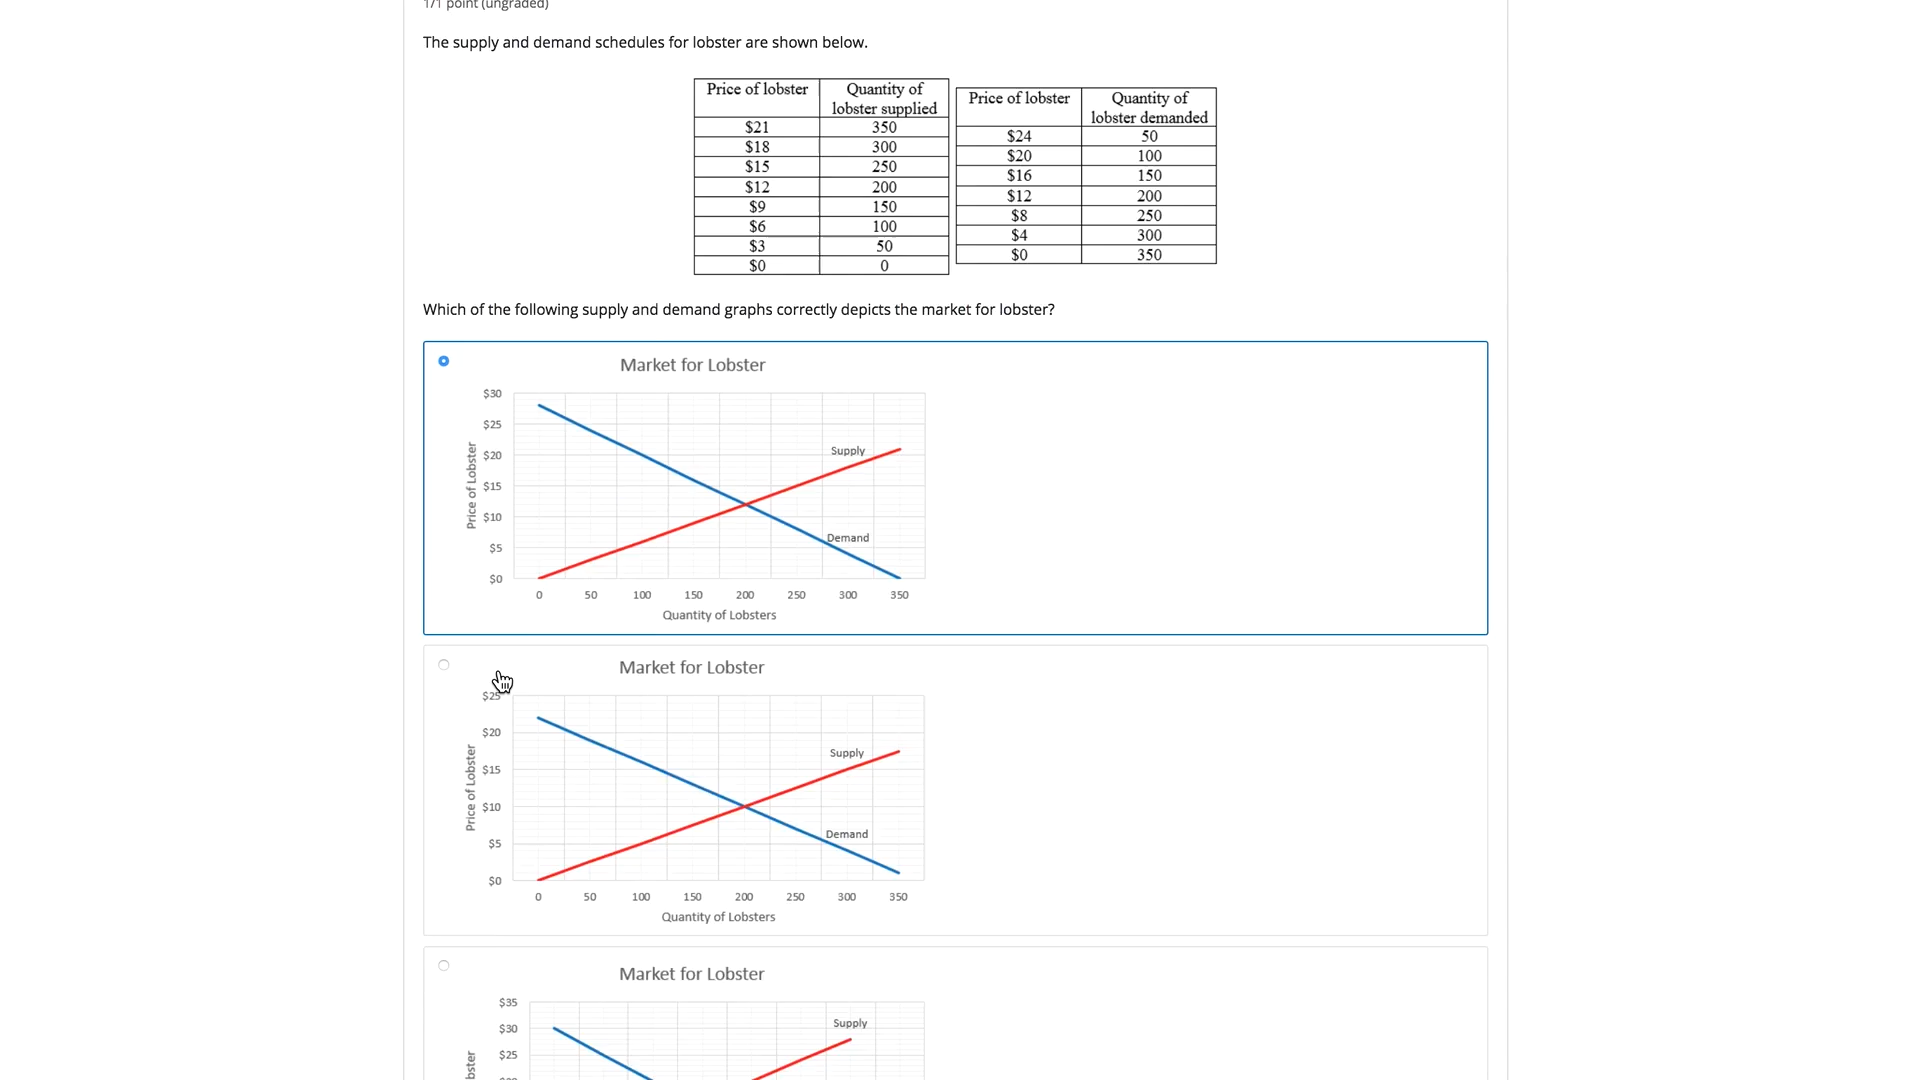 1/1 point (ungraded)
The supply and demand schedules for lobster are shown below.
Price of lobster Quantity of
lobster supplied
$21 350
$18 300
$15 250
$12 200
$9 150
$6 100
$3 50
$0 0
Price of lobster Quantity of
lobster demanded
$24 50
$20 100
$16 150
$12 200
$8 250
$4 300
$0 350
Which of the following supply and demand graphs correctly depicts the market for lobster?
Market for Lobster
$30
$25
$20
$15
$10
$5
$0
Price of Lobster
Supply
Demand
0 50 100 150 200 250 300 350
Quantity of Lobsters
Market for Lobster
$25
$20
$15
$10
$5
$0
Price of Lobster
Supply
Demand
0 50 100 150 200 250 300 350
Quantity of Lobsters
Market for Lobster
$35
$30
$25
Supply